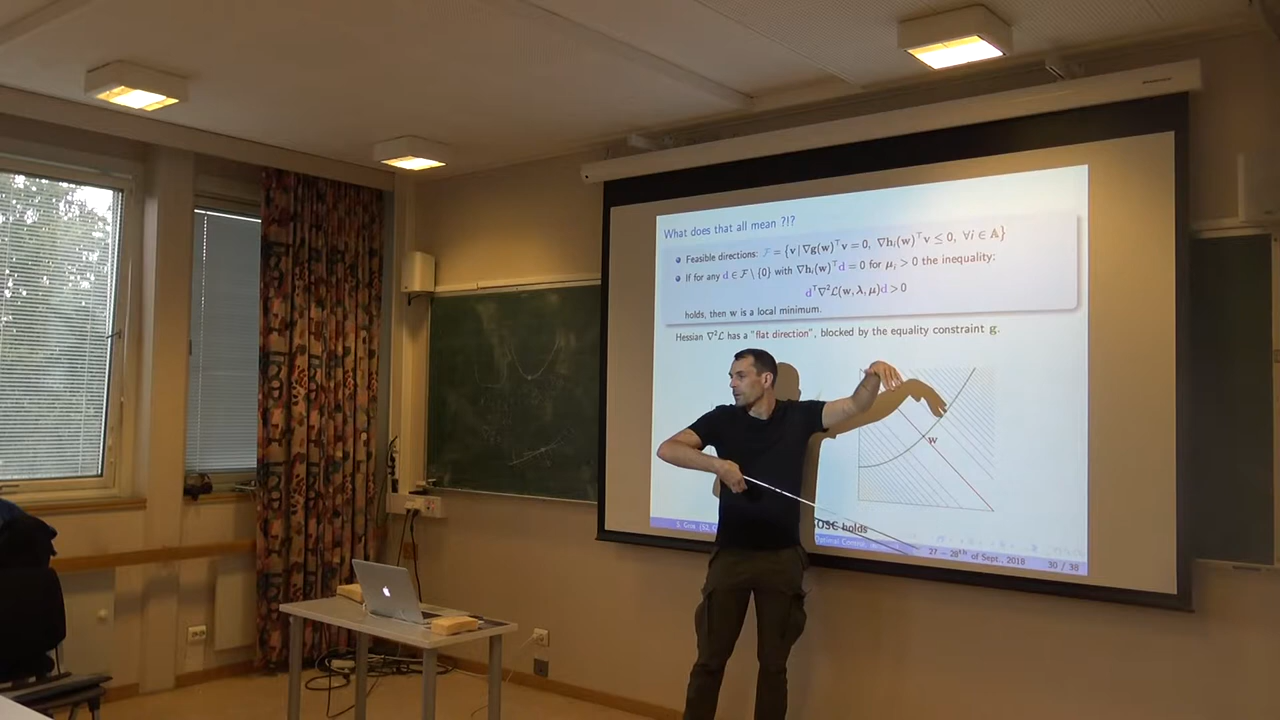 What does that all mean ?!?
Feasible directions: ℱ = {v | ∇g(w)ᵀv = 0, ∇hᵢ(w)ᵀv ≤ 0, ∀i ∈ 𝔸}
If for any d ∈ ℱ \ {0} with ∇hᵢ(w)ᵀd = 0 for μᵢ > 0 the inequality:
dᵀ∇²ℒ(w, λ, μ)d > 0
holds, then w is a local minimum.
Hessian ∇²ℒ has a "flat direction", blocked by the equality constraint g.
w
SOSC holds
Optimal Control
27 – 28ᵗʰ of Sept., 2018
30 / 38